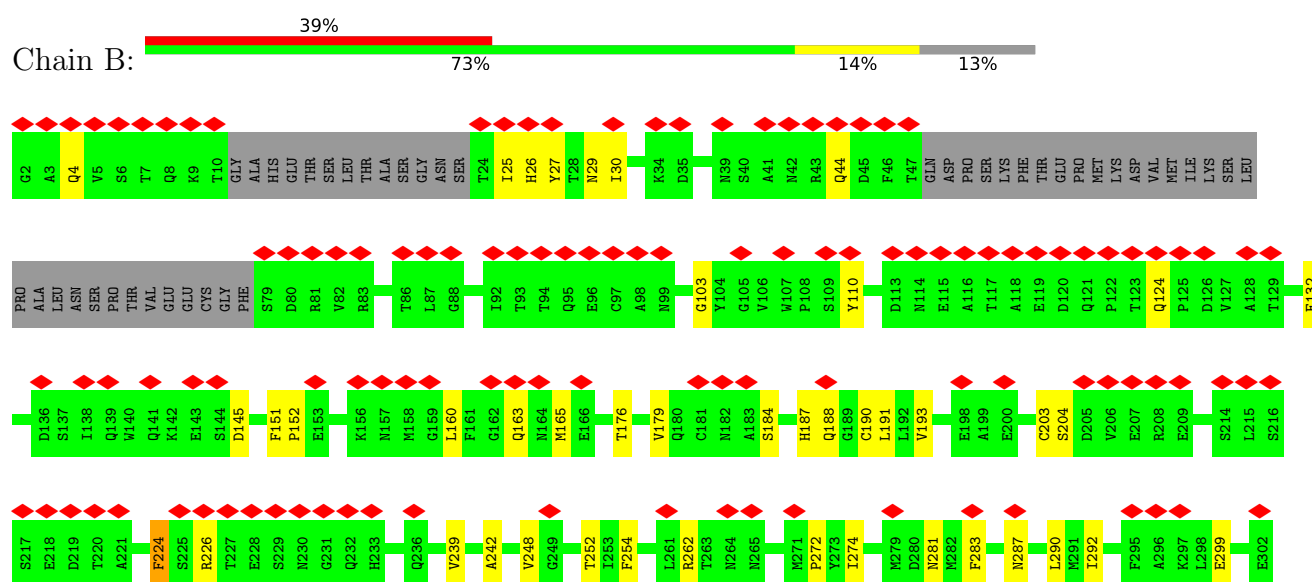 39%
Chain B:
73% 14% 13%
G2 A3 Q4 V5 S6 T7 Q8 K9 T10 GLY ALA HIS GLU THR SER LEU THR ALA SER GLY ASN SER T24 I25 H26 Y27 T28 N29 I30 K34 D35 N39 S40 A41 N42 R43 Q44 D45 F46 T47 GLN ASP PRO SER LYS PHE THR GLU PRO MET LYS ASP VAL MET ILE LYS SER LEU
PRO ALA LEU ASN SER PRO THR VAL GLU GLU CYS GLY PHE S79 D80 R81 V82 R83 T86 L87 G88 I92 T93 T94 Q95 E96 C97 A98 N99 G103 Y104 G105 V106 W107 P108 S109 Y110 D113 N114 E115 A116 T117 A118 E119 D120 Q121 P122 T123 Q124 P125 D126 V127 A128 T129
D136 S137 I138 Q139 W140 Q141 K142 E143 S144 D145 F151 P152 E153 K156 N157 M158 G159 L160 F161 G162 Q163 N164 M165 E166 T176 V179 Q180 C181 N182 A183 S184 H187 Q188 G189 C190 L191 L192 V193 E198 A199 E200 C203 S204 D205 V206 E207 R208 E209 S214 L215 S216
S217 E218 D219 T220 A221 F224 S225 R226 T227 E228 S229 N230 G231 Q232 H233 Q236 V239 A242 V248 G249 T252 I253 F254 L261 R262 T263 N264 N265 M271 P272 Y273 I274 M279 D280 N281 M282 F283 N287 L290 M291 I292 F295 A296 K297 L298 E299 E302